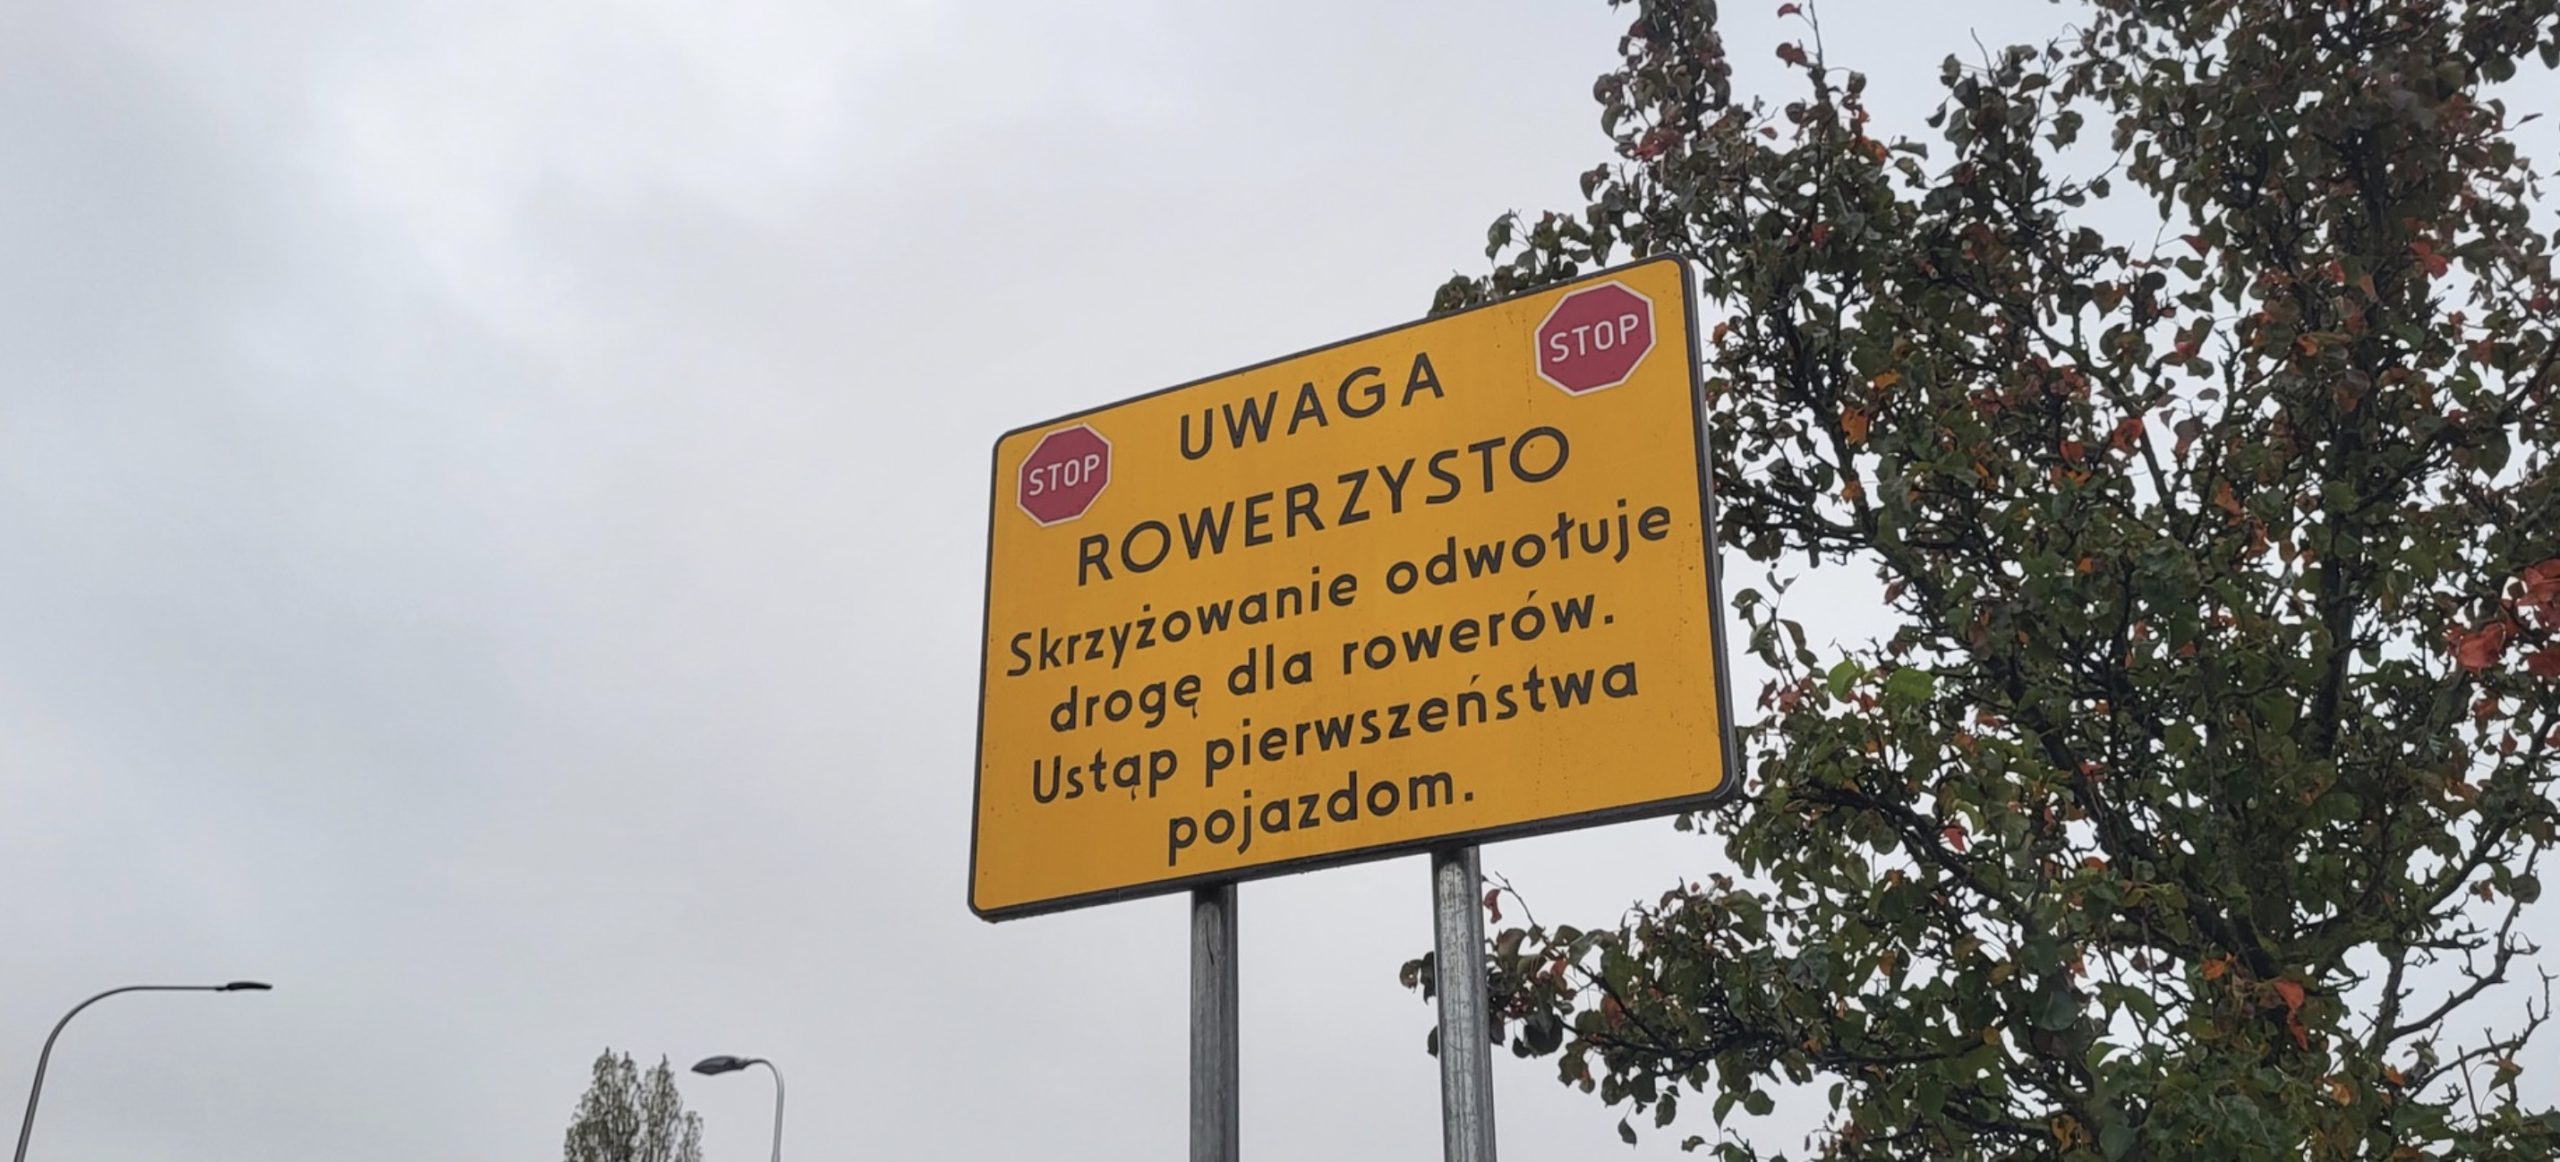 STOP
UWAGA
STOP
ROWERZYSTO
Skrzyżowanie odwołuje
drogę dla rowerów.
Ustąp pierwszeństwa
pojazdom.